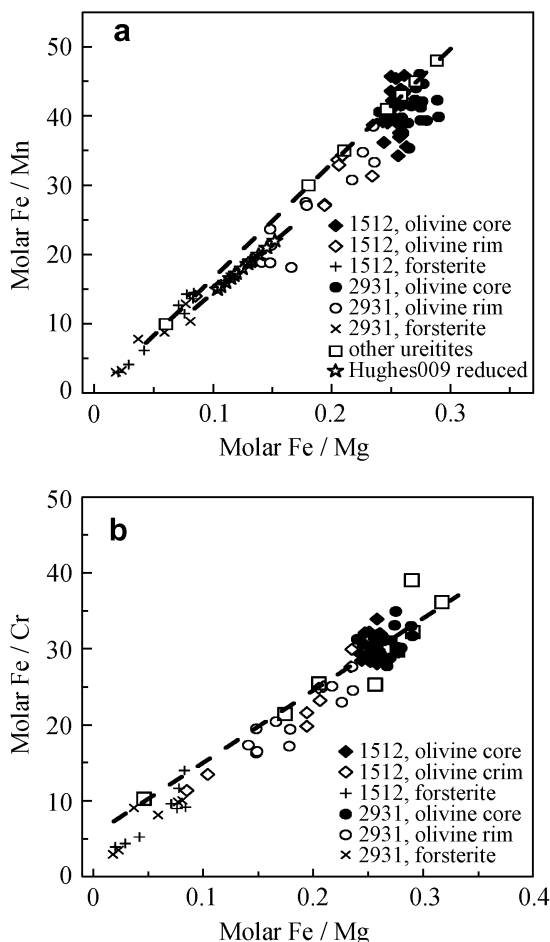 a
50
40
30
20
10
0
Molar Fe / Mn
1512, olivine core
1512, olivine rim
1512, forsterite
2931, olivine core
2931, olivine rim
2931, forsterite
other ureitites
Hughes009 reduced
0 0.1 0.2 0.3
Molar Fe / Mg
b
50
40
30
20
10
0
Molar Fe / Cr
1512, olivine core
1512, olivine crim
1512, forsterite
2931, olivine core
2931, olivine rim
2931, forsterite
0 0.1 0.2 0.3 0.4
Molar Fe / Mg